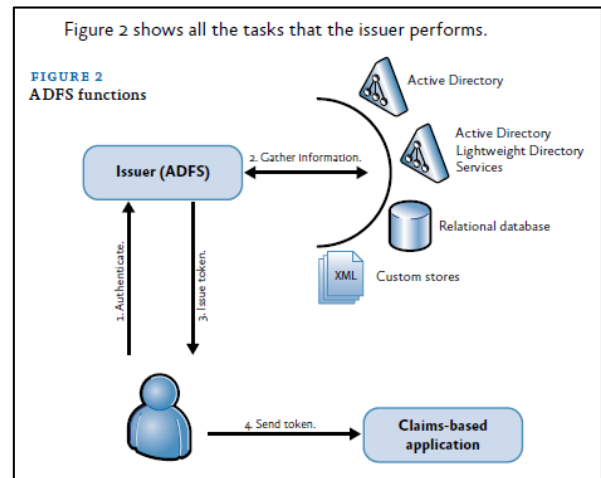 Figure 2 shows all the tasks that the issuer performs.
FIGURE 2
ADFS functions
Active Directory
Active Directory
Lightweight Directory
Services
Issuer (ADFS)
2. Gather Information.
Relational database
XML
Custom stores
1. Authenticate.
3. Issue token.
4. Send token.
Claims-based
application